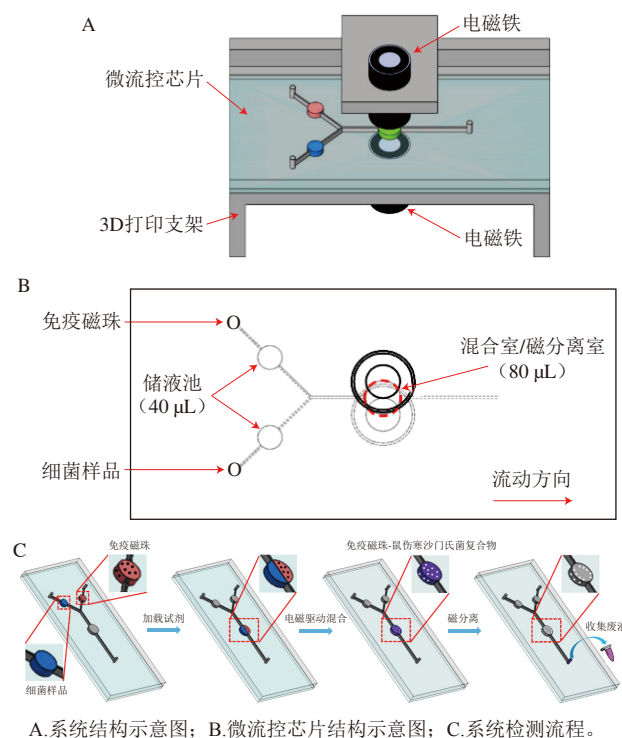 A
电磁铁
微流控芯片
3D打印支架
电磁铁
B
免疫磁珠
混合室/磁分离室
（80 μL）
储液池
（40 μL）
细菌样品
流动方向
C
免疫磁珠
免疫磁珠-鼠伤寒沙门氏菌复合物
加载试剂
电磁驱动混合
磁分离
收集废液
细菌样品
A.系统结构示意图；B.微流控芯片结构示意图；C.系统检测流程。